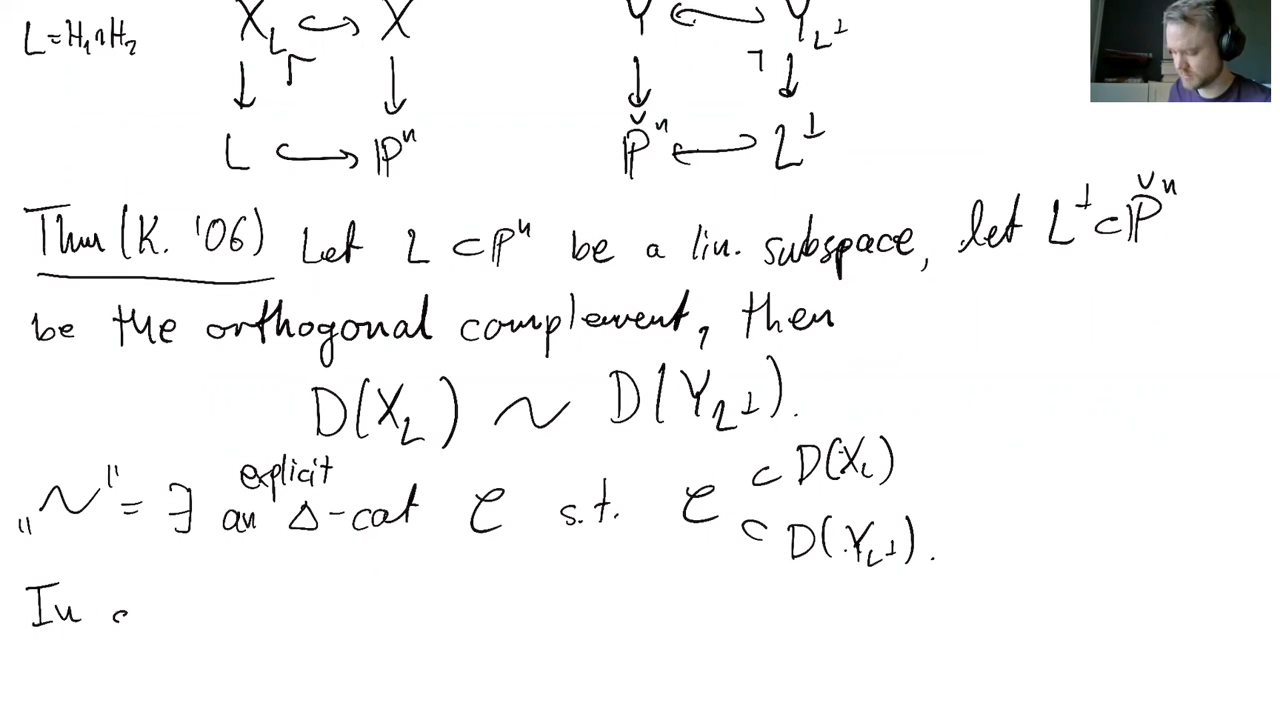 L=H₁∩H₂
X_L ↪ X Y ↩ Y_{L^⊥}
↓ ↓ ↓ ↓
L ↪ ℙⁿ ℙ̌ⁿ ↩ L^⊥
Thm (K. '06) Let L ⊂ ℙⁿ be a lin. subspace, let L^⊥ ⊂ ℙ̌ⁿ
be the orthogonal complement, then
D(X_L) ~ D(Y_{L^⊥}).
explicit
„~" = ∃ an Δ-cat 𝒞 s.t. 𝒞 ⊂ D(X_L)
⊂ D(Y_{L^⊥}).
In c